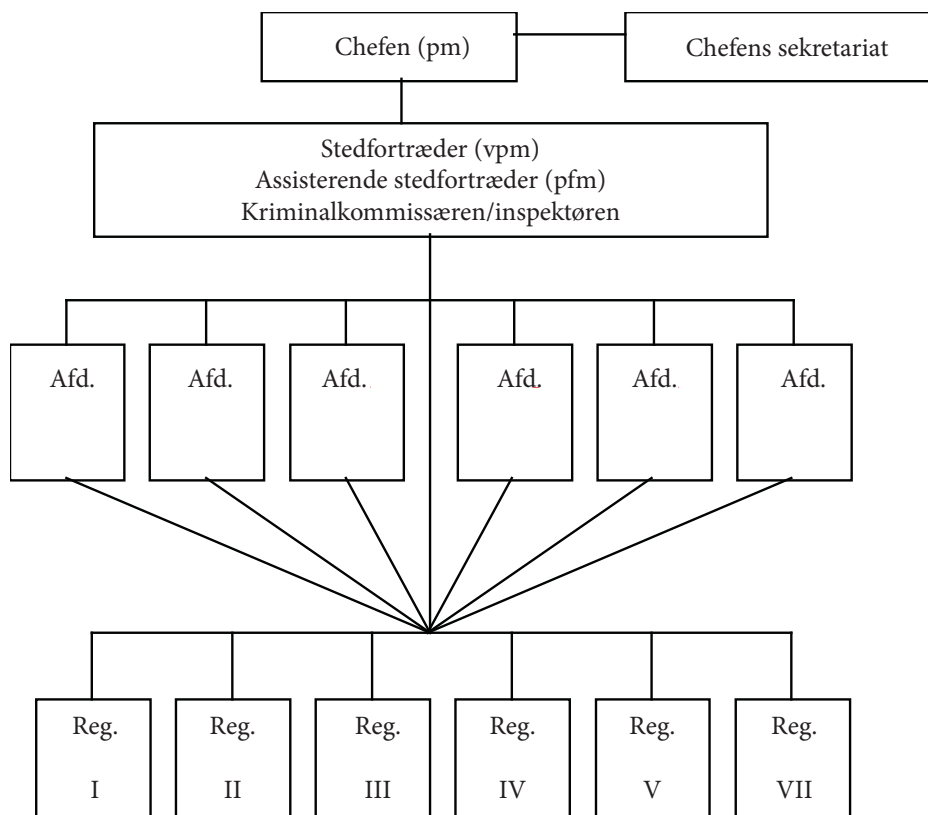 Chefen (pm)
Chefens sekretariat
Stedfortræder (vpm)
Assisterende stedfortræder (pfm)
Kriminalkommissæren/inspektøren
Afd.
Afd.
Afd.
Afd.
Afd.
Afd.
Reg.
Reg.
Reg.
Reg.
Reg.
Reg.
I
II
III
IV
V
VII